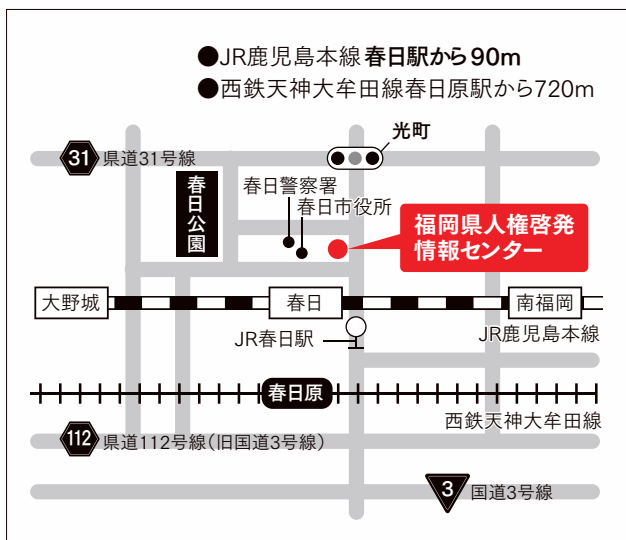 ●JR鹿児島本線 春日駅から90m
●西鉄天神大牟田線春日原駅から720m
光町
31 県道31号線
春日公園
春日警察署
春日市役所
福岡県人権啓発
情報センター
大野城
春日
南福岡
JR春日駅
JR鹿児島本線
春日原
西鉄天神大牟田線
112 県道112号線(旧国道3号線)
3 国道3号線